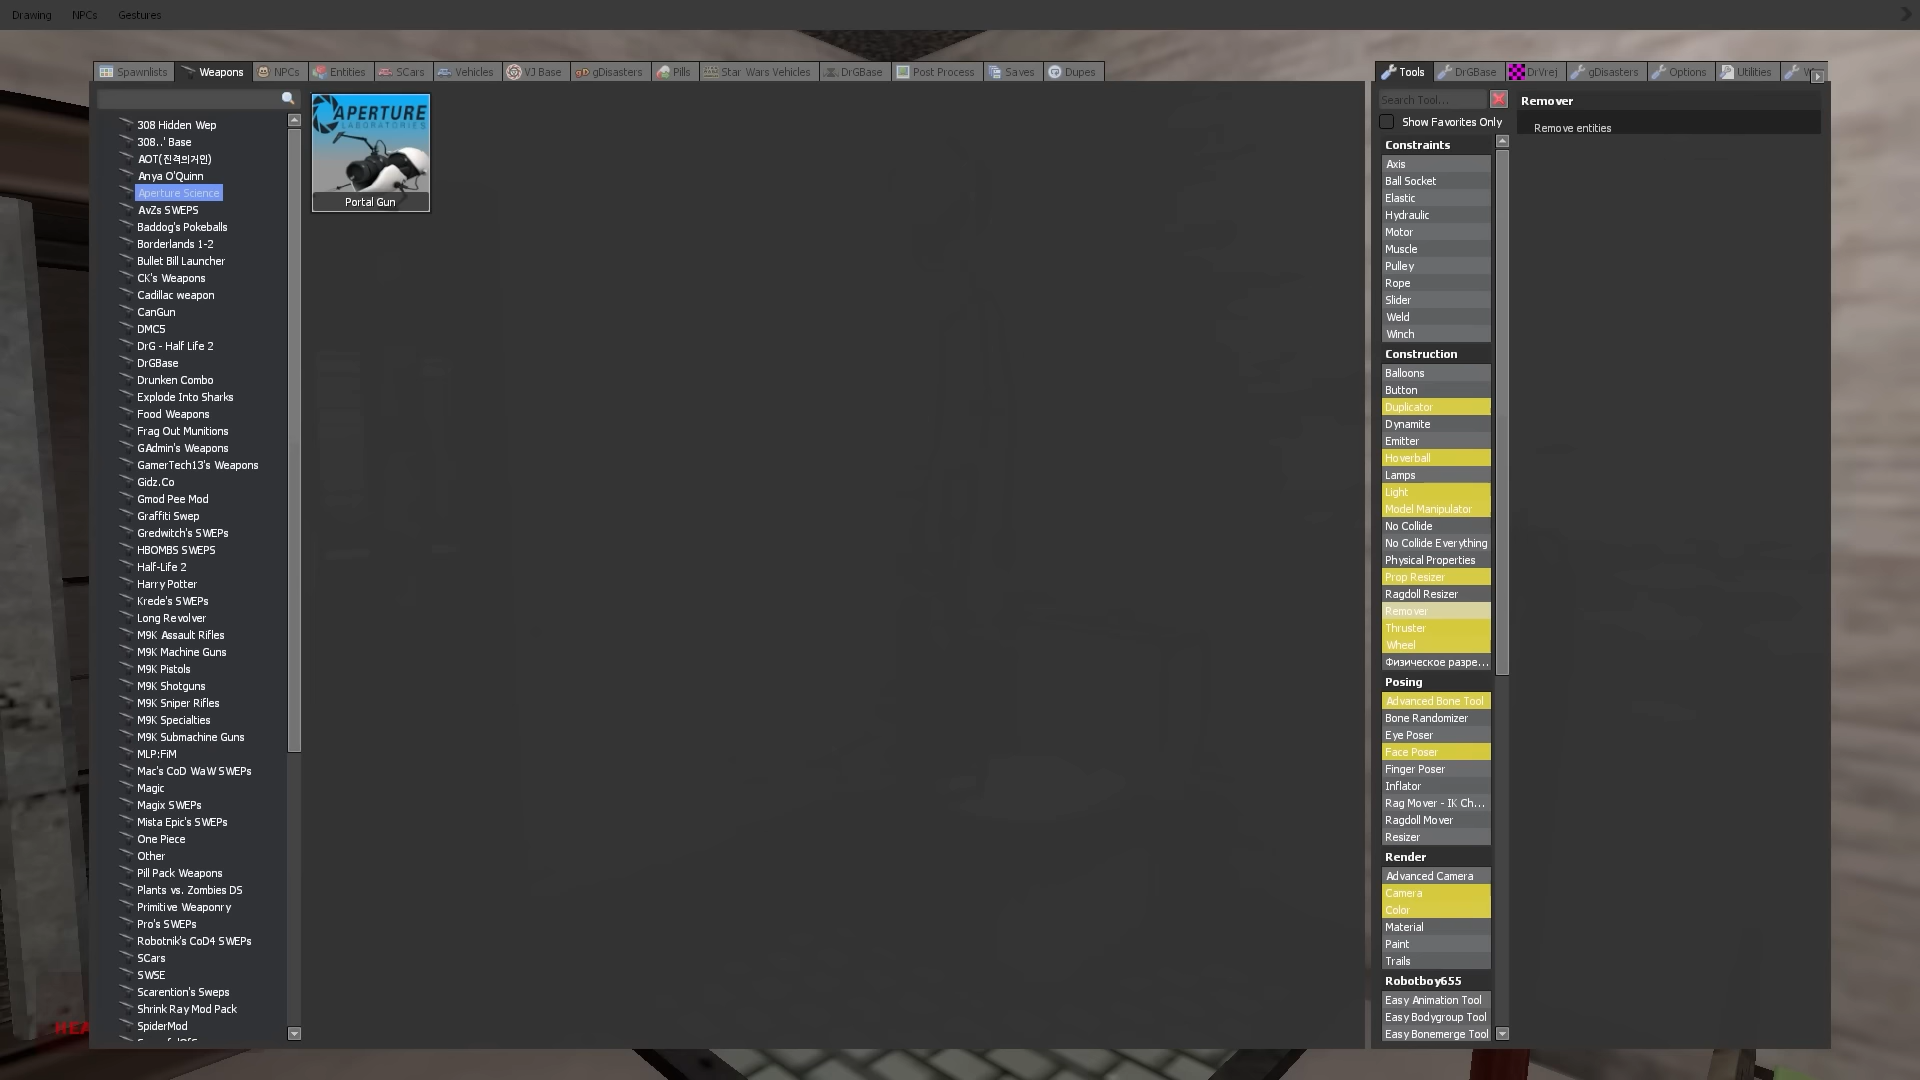 Drawing NPCs Gestures
Spawnlists Weapons NPCs Entities SCars Vehicles VJ Base gDisasters Pills Star Wars Vehicles DrGBase Post Process Saves Dupes
308 Hidden Wep
308..' Base
AOT(진격의거인)
Anya O'Quinn
Aperture Science
AvZs SWEPS
Baddog's Pokeballs
Borderlands 1-2
Bullet Bill Launcher
CK's Weapons
Cadillac weapon
CanGun
DMC5
DrG - Half Life 2
DrGBase
Drunken Combo
Explode Into Sharks
Food Weapons
Frag Out Munitions
GAdmin's Weapons
GamerTech13's Weapons
Gidz.Co
Gmod Pee Mod
Graffiti Swep
Gredwitch's SWEPs
HBOMBS SWEPS
Half-Life 2
Harry Potter
Krede's SWEPs
Long Revolver
M9K Assault Rifles
M9K Machine Guns
M9K Pistols
M9K Shotguns
M9K Sniper Rifles
M9K Specialties
M9K Submachine Guns
MLP:FiM
Mac's CoD WaW SWEPs
Magic
Magix SWEPs
Mista Epic's SWEPs
One Piece
Other
Pill Pack Weapons
Plants vs. Zombies DS
Primitive Weaponry
Pro's SWEPs
Robotnik's CoD4 SWEPs
SCars
SWSE
Scarention's Sweps
Shrink Ray Mod Pack
SpiderMod
APERTURE
LABORATORIES
Portal Gun
Tools DrGBase DrVrej gDisasters Options Utilities
Search Tool...
Show Favorites Only
Constraints
Axis
Ball Socket
Elastic
Hydraulic
Motor
Muscle
Pulley
Rope
Slider
Weld
Winch
Construction
Balloons
Button
Duplicator
Dynamite
Emitter
Hoverball
Lamps
Light
Model Manipulator
No Collide
No Collide Everything
Physical Properties
Prop Resizer
Ragdoll Resizer
Remover
Thruster
Wheel
Физическое разре...
Posing
Advanced Bone Tool
Bone Randomizer
Eye Poser
Face Poser
Finger Poser
Inflator
Rag Mover - IK Ch...
Ragdoll Mover
Resizer
Render
Advanced Camera
Camera
Color
Material
Paint
Trails
Robotboy655
Easy Animation Tool
Easy Bodygroup Tool
Easy Bonemerge Tool
Remover
Remove entities
HEA